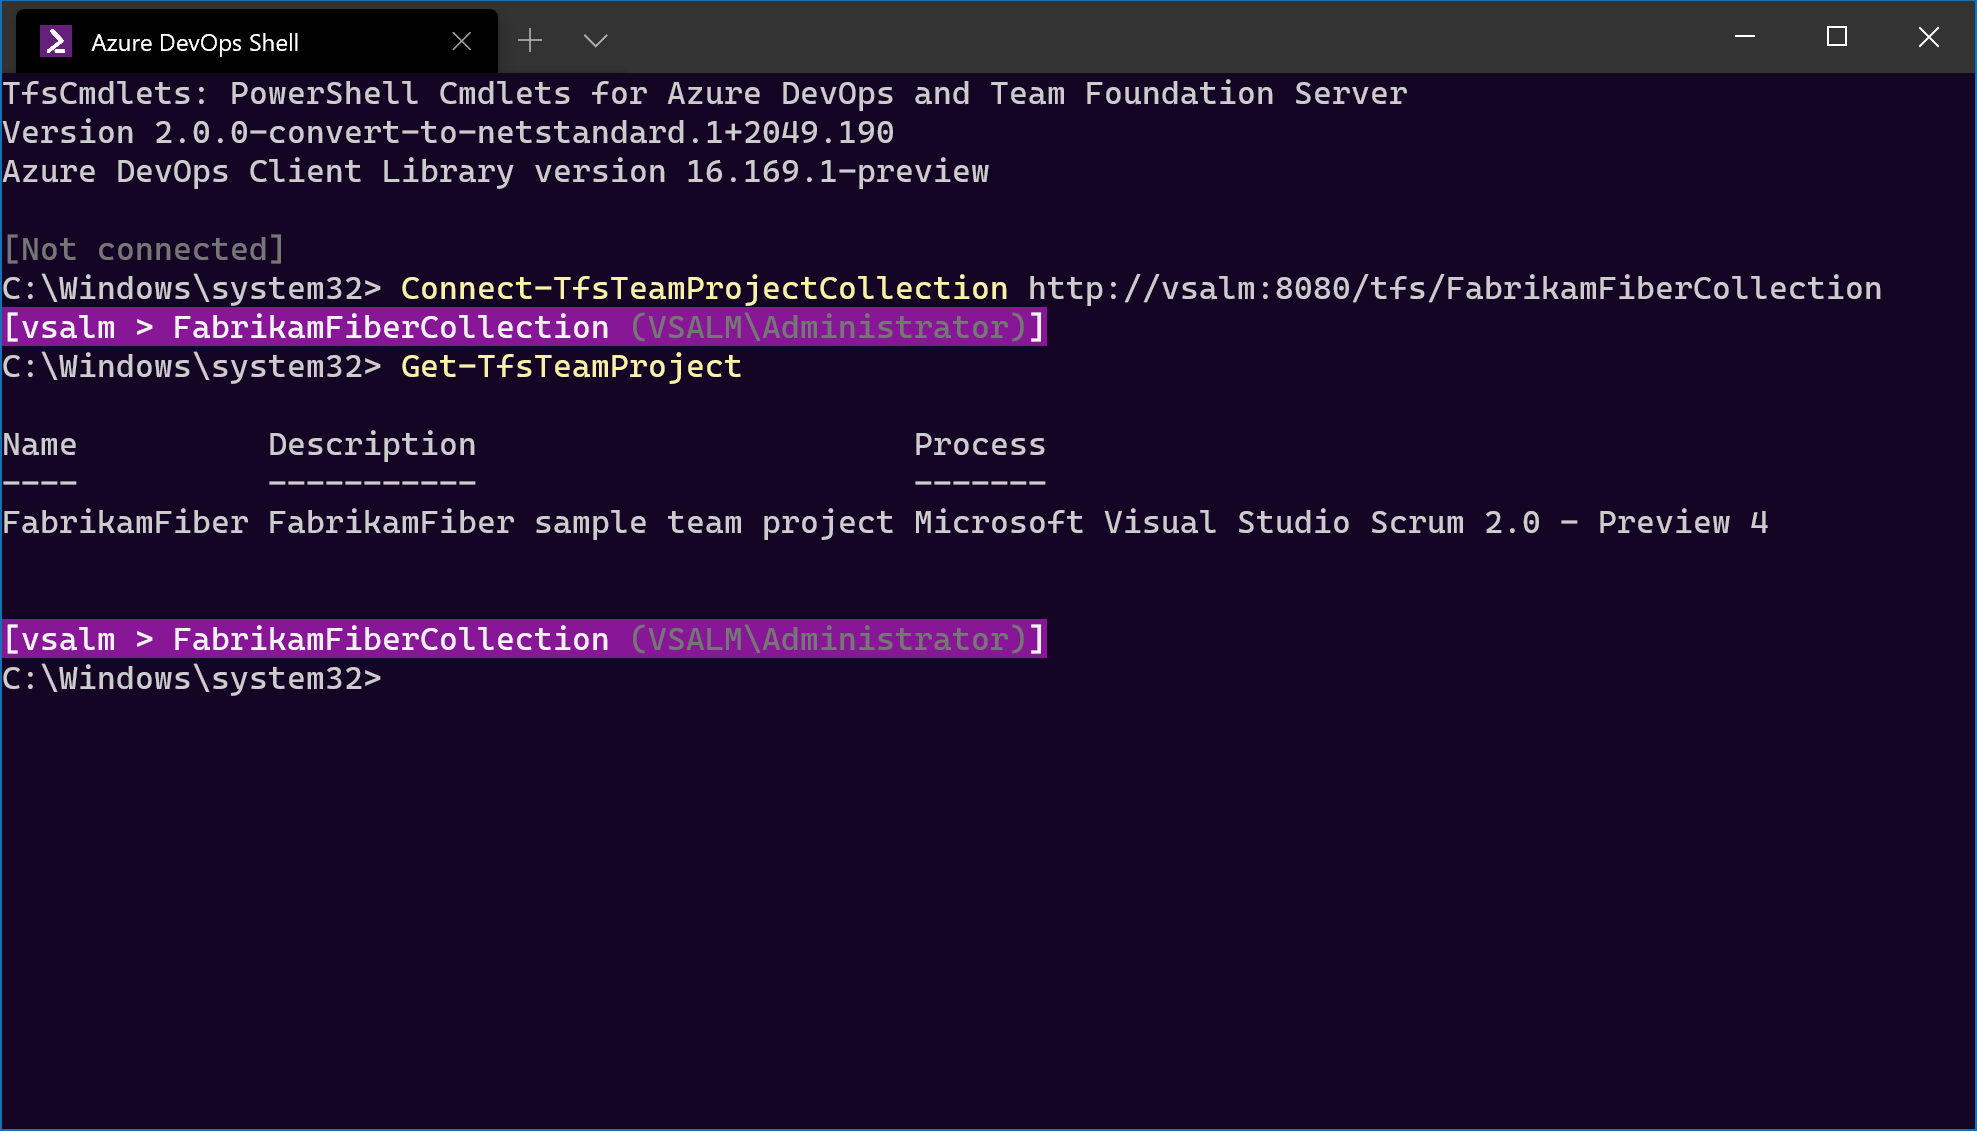 Azure DevOps Shell
TfsCmdlets: PowerShell Cmdlets for Azure DevOps and Team Foundation Server
Version 2.0.0-convert-to-netstandard.1+2049.190
Azure DevOps Client Library version 16.169.1-preview
[Not connected]
C:\Windows\system32> Connect-TfsTeamProjectCollection http://vsalm:8080/tfs/FabrikamFiberCollection
[vsalm > FabrikamFiberCollection (VSALM\Administrator)]
C:\Windows\system32> Get-TfsTeamProject
Name Description Process
---- ----------- -------
FabrikamFiber FabrikamFiber sample team project Microsoft Visual Studio Scrum 2.0 - Preview 4
[vsalm > FabrikamFiberCollection (VSALM\Administrator)]
C:\Windows\system32>